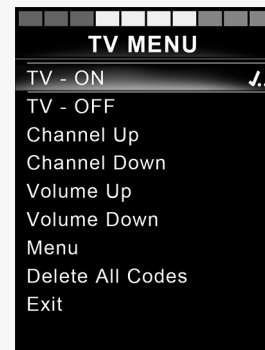 TV MENU
TV - ON
TV - OFF
Channel Up
Channel Down
Volume Up
Volume Down
Menu
Delete All Codes
Exit